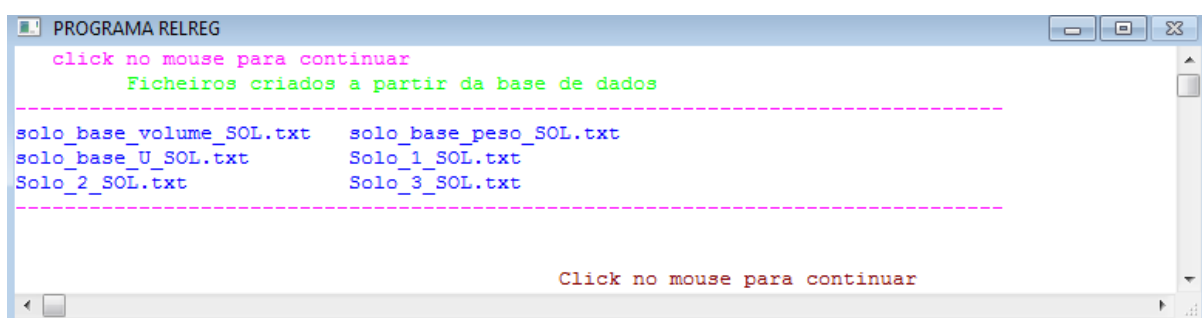 PROGRAMA RELREG
click no mouse para continuar
Ficheiros criados a partir da base de dados
solo_base_volume_SOL.txt solo_base_peso_SOL.txt
solo_base_U_SOL.txt Solo_1_SOL.txt
Solo_2_SOL.txt Solo_3_SOL.txt
Click no mouse para continuar